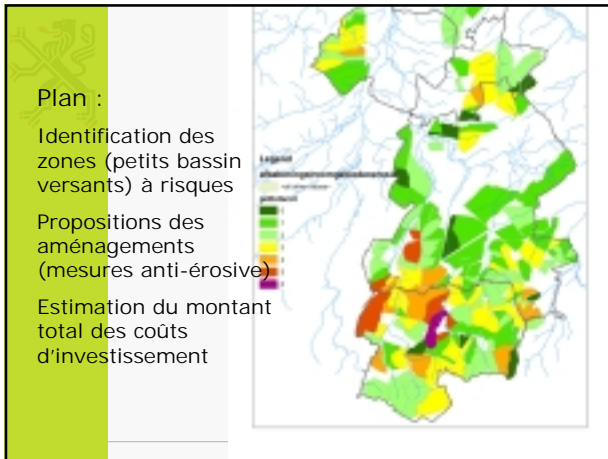 Plan :
Identification des
zones (petits bassin
versants) à risques
Propositions des
aménagements
(mesures anti-érosive)
Estimation du montant
total des coûts
d'investissement
Legend